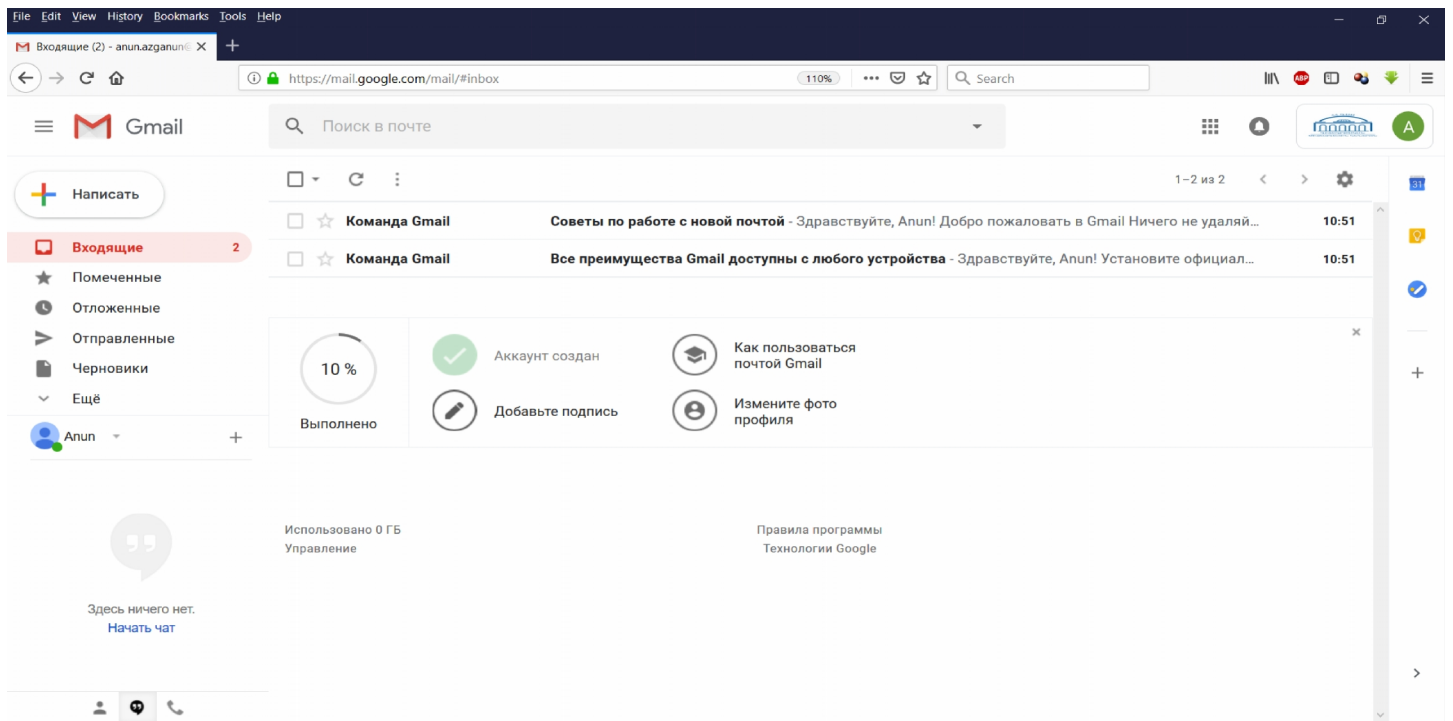 File Edit View History Bookmarks Tools Help
Входящие (2) - anun.azganun
https://mail.google.com/mail/#inbox
110%
Search
ABP
Gmail
Поиск в почте
A
Написать
1–2 из 2
31
Команда Gmail Советы по работе с новой почтой - Здравствуйте, Anun! Добро пожаловать в Gmail Ничего не удаляй... 10:51
Входящие 2
Команда Gmail Все преимущества Gmail доступны с любого устройства - Здравствуйте, Anun! Установите официал... 10:51
Помеченные
Отложенные
Отправленные
Черновики
Ещё
Anun
10 %
Выполнено
Аккаунт создан
Как пользоваться
почтой Gmail
Добавьте подпись
Измените фото
профиля
Использовано 0 ГБ
Управление
Правила программы
Технологии Google
Здесь ничего нет.
Начать чат